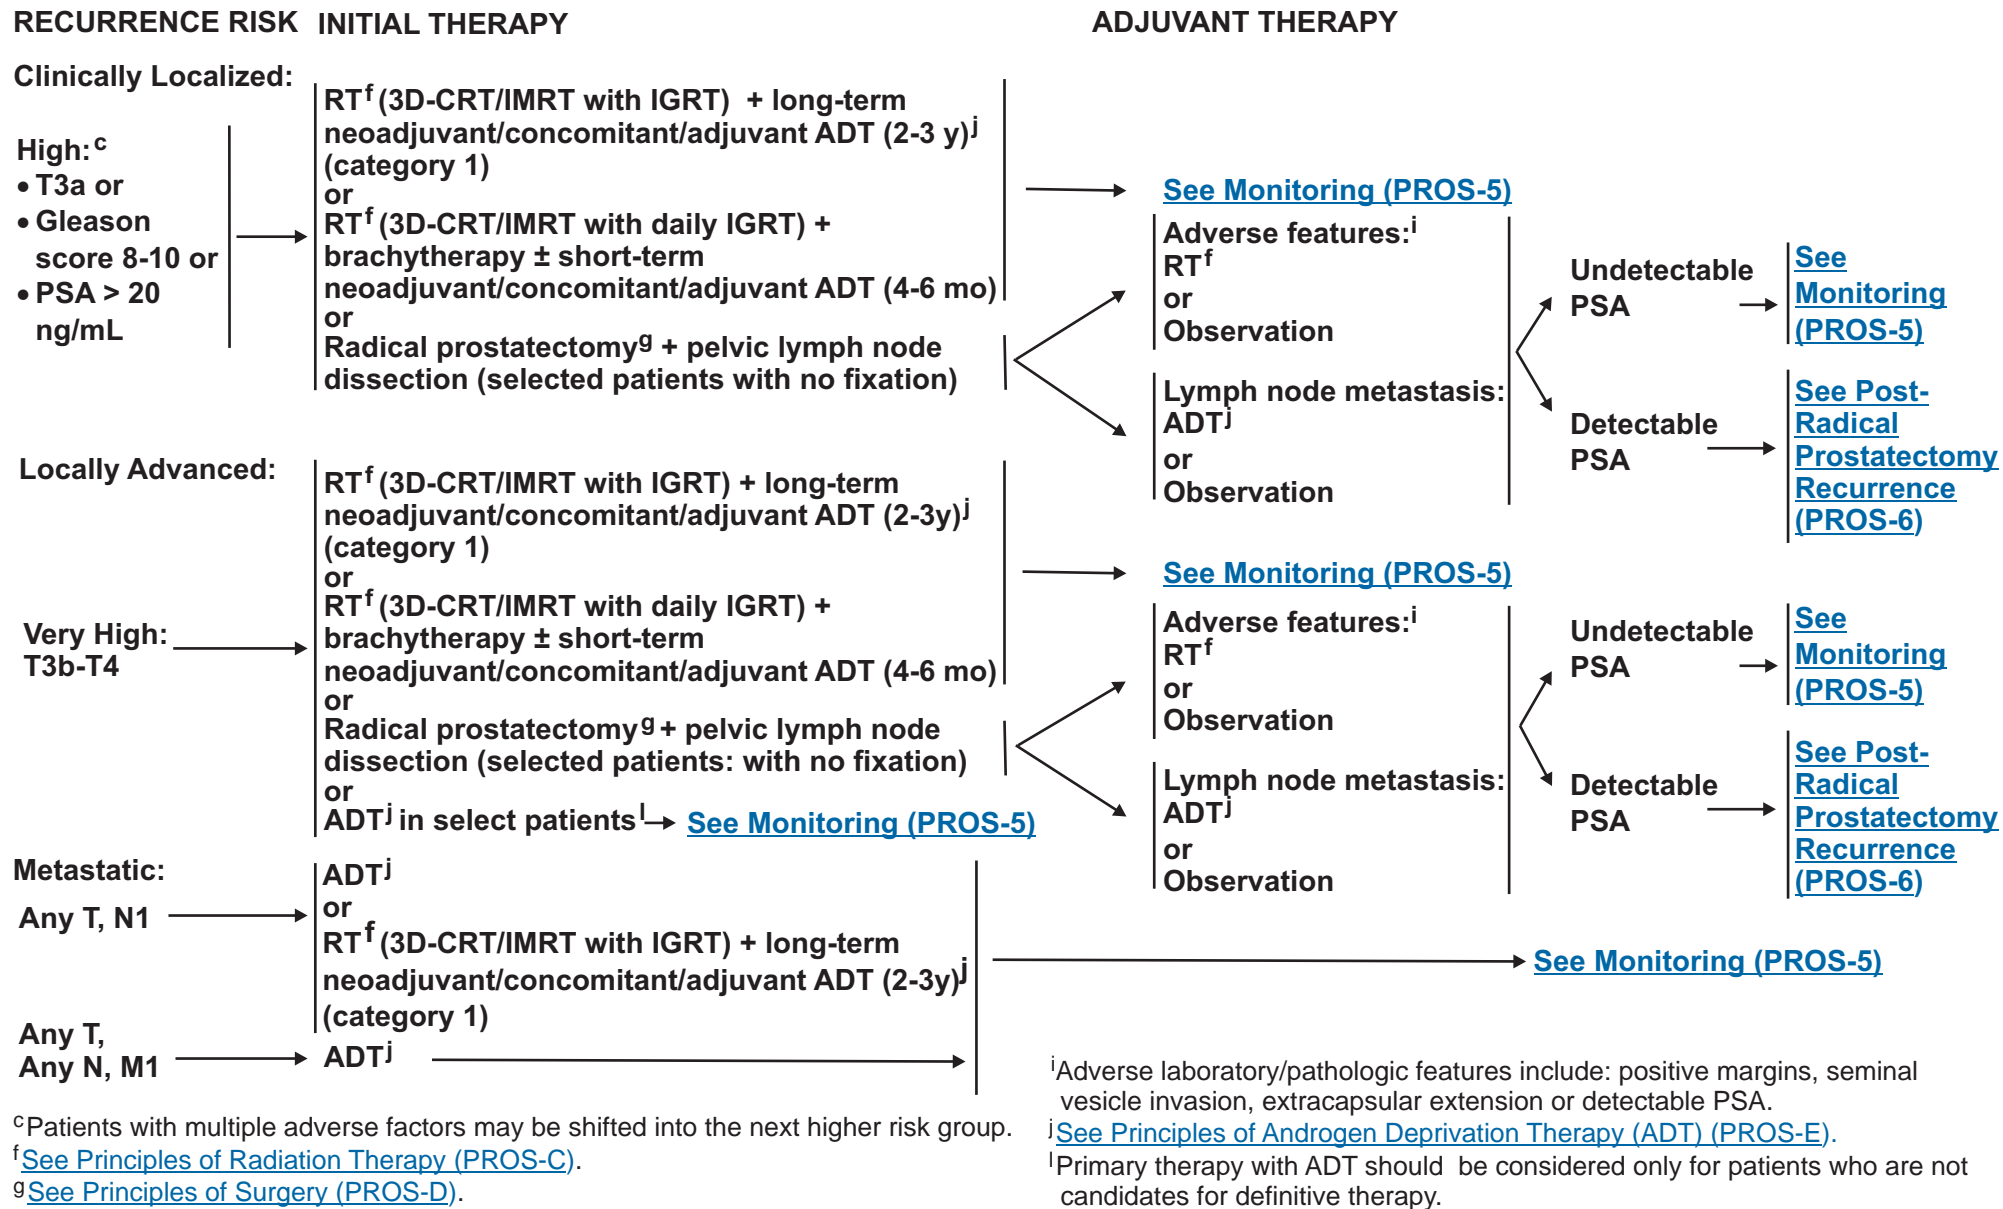 RECURRENCE RISK INITIAL THERAPY ADJUVANT THERAPY
Clinically Localized:
High:c
• T3a or
• Gleason
score 8-10 or
• PSA > 20
ng/mL
RTf (3D-CRT/IMRT with IGRT) + long-term
neoadjuvant/concomitant/adjuvant ADT (2-3 y)j
(category 1)
or
RTf (3D-CRT/IMRT with daily IGRT) +
brachytherapy ± short-term
neoadjuvant/concomitant/adjuvant ADT (4-6 mo)
or
Radical prostatectomyg + pelvic lymph node
dissection (selected patients with no fixation)
See Monitoring (PROS-5)
Adverse features:i
RTf
or
Observation
Lymph node metastasis:
ADTj
or
Observation
Undetectable
PSA
See
Monitoring
(PROS-5)
Detectable
PSA
See Post-
Radical
Prostatectomy
Recurrence
(PROS-6)
Locally Advanced:
Very High:
T3b-T4
RTf (3D-CRT/IMRT with IGRT) + long-term
neoadjuvant/concomitant/adjuvant ADT (2-3y)j
(category 1)
or
RTf (3D-CRT/IMRT with daily IGRT) +
brachytherapy ± short-term
neoadjuvant/concomitant/adjuvant ADT (4-6 mo)
or
Radical prostatectomyg + pelvic lymph node
dissection (selected patients: with no fixation)
or
ADTj in select patientsl See Monitoring (PROS-5)
See Monitoring (PROS-5)
Adverse features:i
RTf
or
Observation
Lymph node metastasis:
ADTj
or
Observation
Undetectable
PSA
See
Monitoring
(PROS-5)
Detectable
PSA
See Post-
Radical
Prostatectomy
Recurrence
(PROS-6)
Metastatic:
Any T, N1
ADTj
or
RTf (3D-CRT/IMRT with IGRT) + long-term
neoadjuvant/concomitant/adjuvant ADT (2-3y)j
(category 1)
Any T,
Any N, M1
ADTj
See Monitoring (PROS-5)
cPatients with multiple adverse factors may be shifted into the next higher risk group.
fSee Principles of Radiation Therapy (PROS-C).
gSee Principles of Surgery (PROS-D).
iAdverse laboratory/pathologic features include: positive margins, seminal
vesicle invasion, extracapsular extension or detectable PSA.
jSee Principles of Androgen Deprivation Therapy (ADT) (PROS-E).
lPrimary therapy with ADT should be considered only for patients who are not
candidates for definitive therapy.